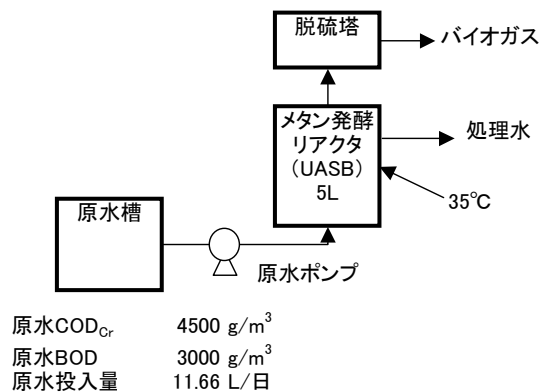 脱硫塔
バイオガス
メタン発酵
リアクタ
（UASB）
5L
処理水
35℃
原水槽
原水ポンプ
原水CODCr 4500 g/m3
原水BOD 3000 g/m3
原水投入量 11.66 L/日